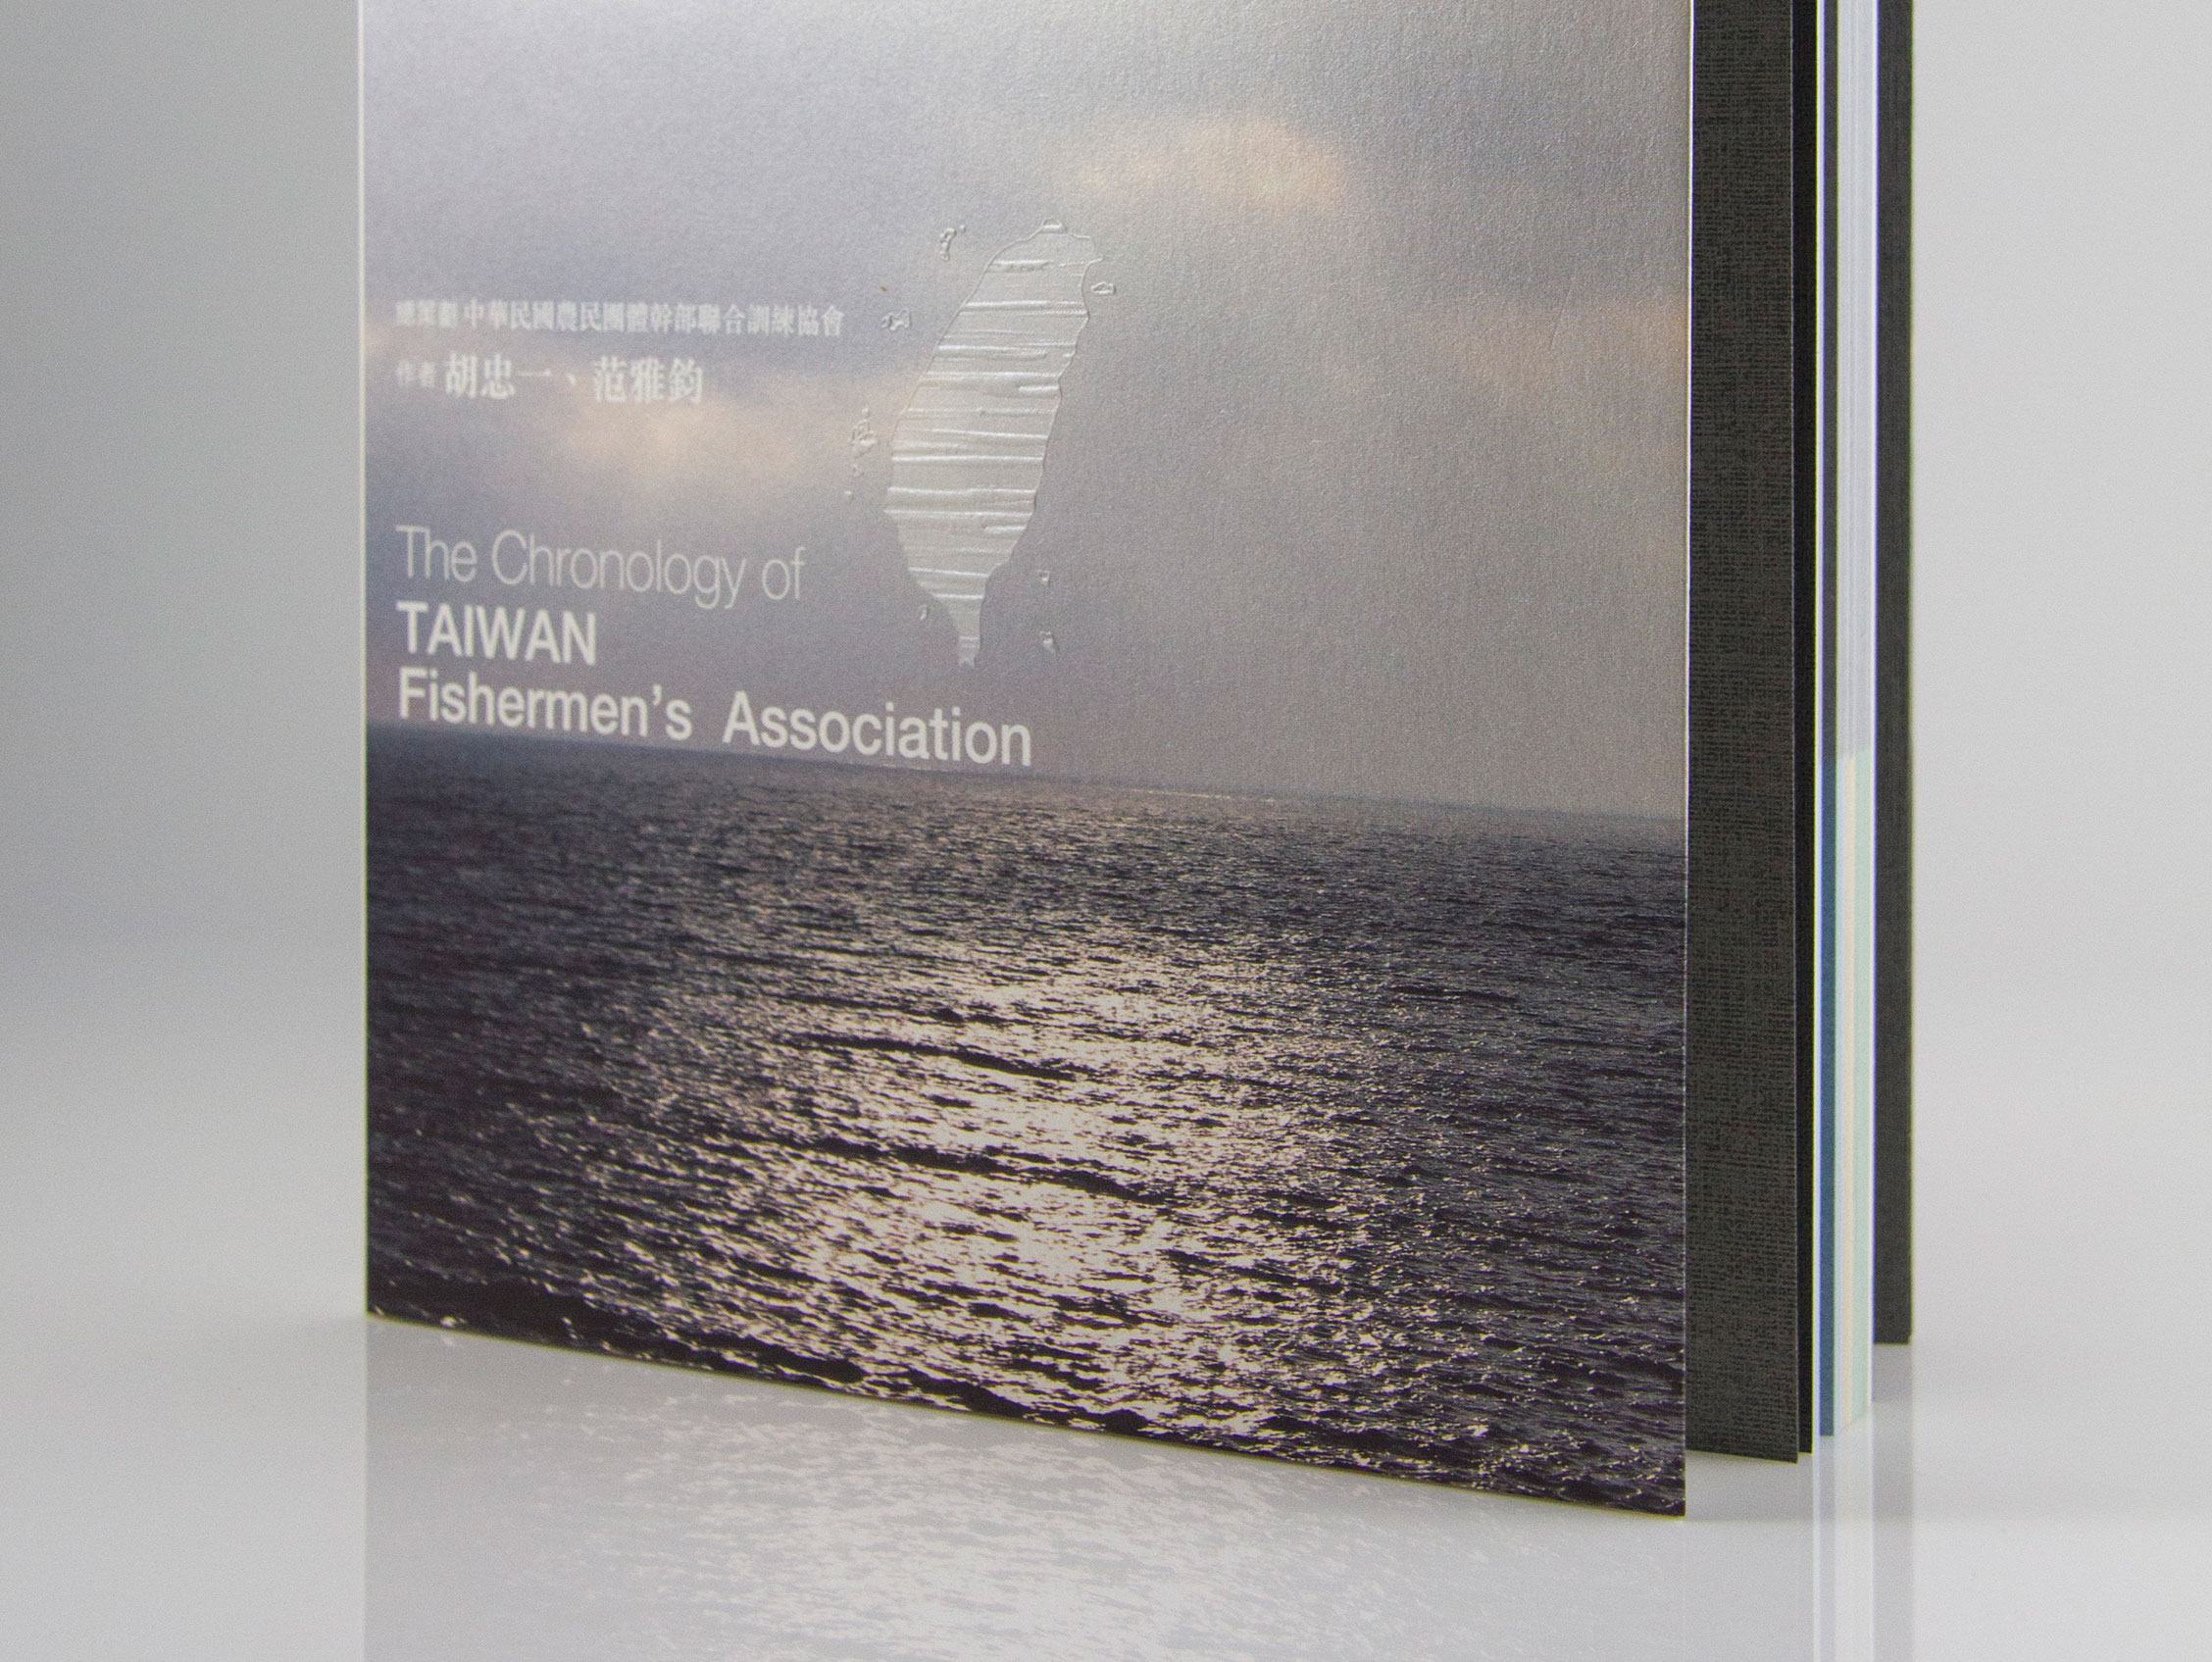 總策劃 中華民國農民團體幹部聯合訓練協會
作者 胡忠一、范雅鈞
The Chronology of
TAIWAN
Fishermen's Association